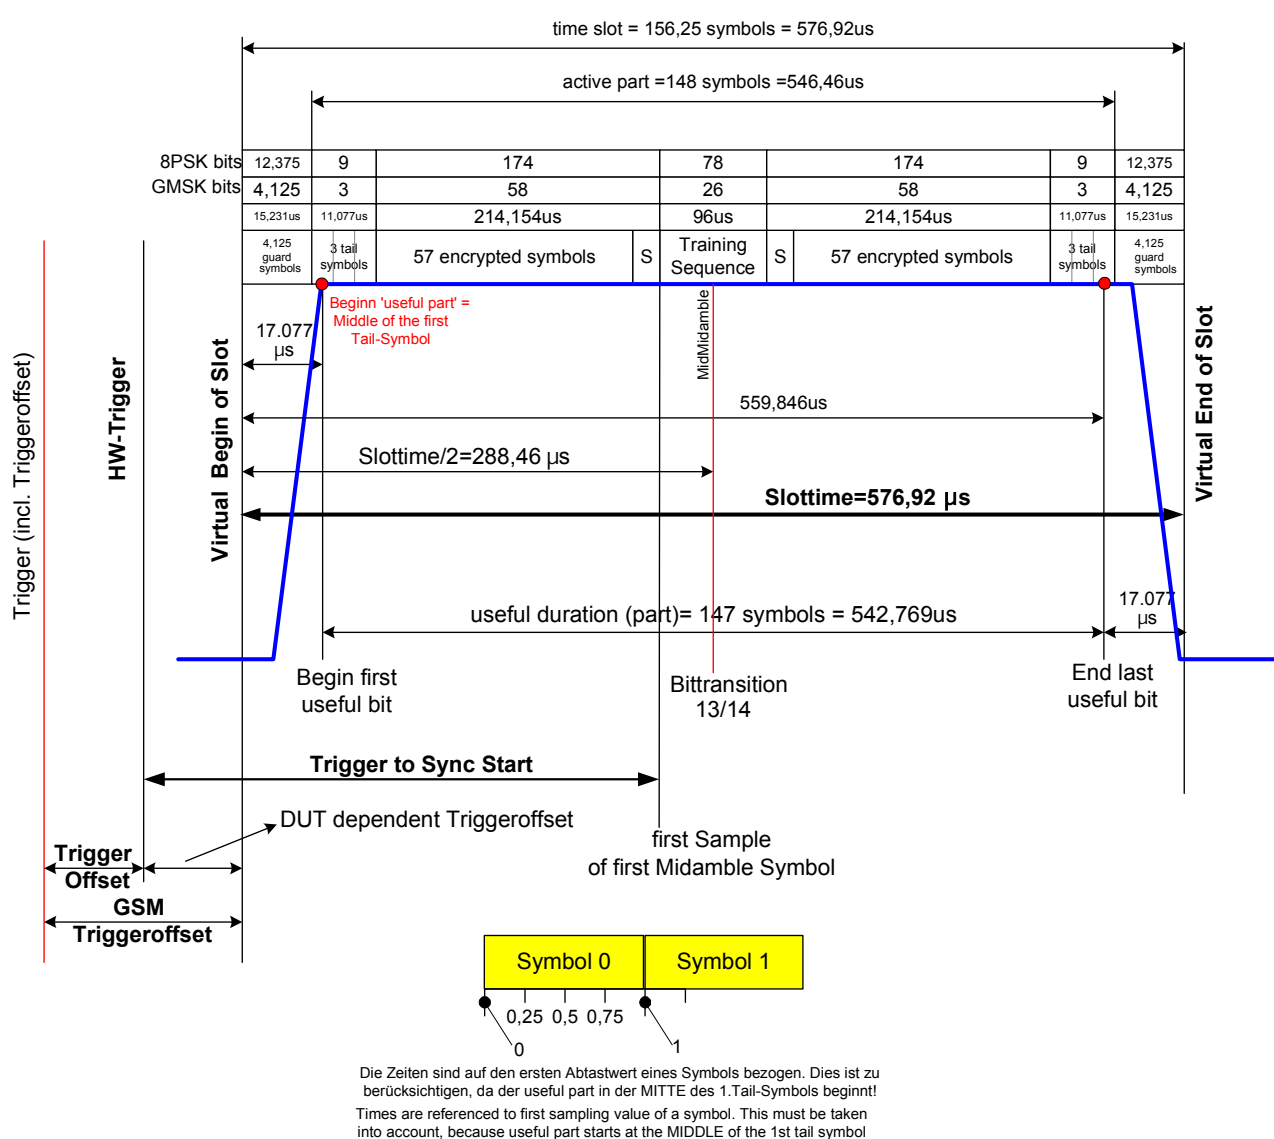 time slot = 156,25 symbols = 576,92us
active part =148 symbols =546,46us
8PSK bits 12,375 9 174 78 174 9 12,375
GMSK bits 4,125 3 58 26 58 3 4,125
15,231us 11,077us 214,154us 96us 214,154us 11,077us 15,231us
4,125
guard
symbols
3 tail
symbols
57 encrypted symbols
S
Training
Sequence
S
57 encrypted symbols
3 tail
symbols
4,125
guard
symbols
Beginn 'useful part' =
Middle of the first
Tail-Symbol
MidMidamble
17.077
µs
559,846us
Slottime/2=288,46 µs
Slottime=576,92 µs
Trigger (incl. Triggeroffset)
HW-Trigger
Virtual Begin of Slot
Virtual End of Slot
useful duration (part)= 147 symbols = 542,769us
17.077
µs
Begin first
useful bit
Bittransition
13/14
End last
useful bit
Trigger to Sync Start
DUT dependent Triggeroffset
first Sample
of first Midamble Symbol
Trigger
Offset
GSM
Triggeroffset
Symbol 0 Symbol 1
0,25 0,5 0,75
0 1
Die Zeiten sind auf den ersten Abtastwert eines Symbols bezogen. Dies ist zu
berücksichtigen, da der useful part in der MITTE des 1.Tail-Symbols beginnt!
Times are referenced to first sampling value of a symbol. This must be taken
into account, because useful part starts at the MIDDLE of the 1st tail symbol